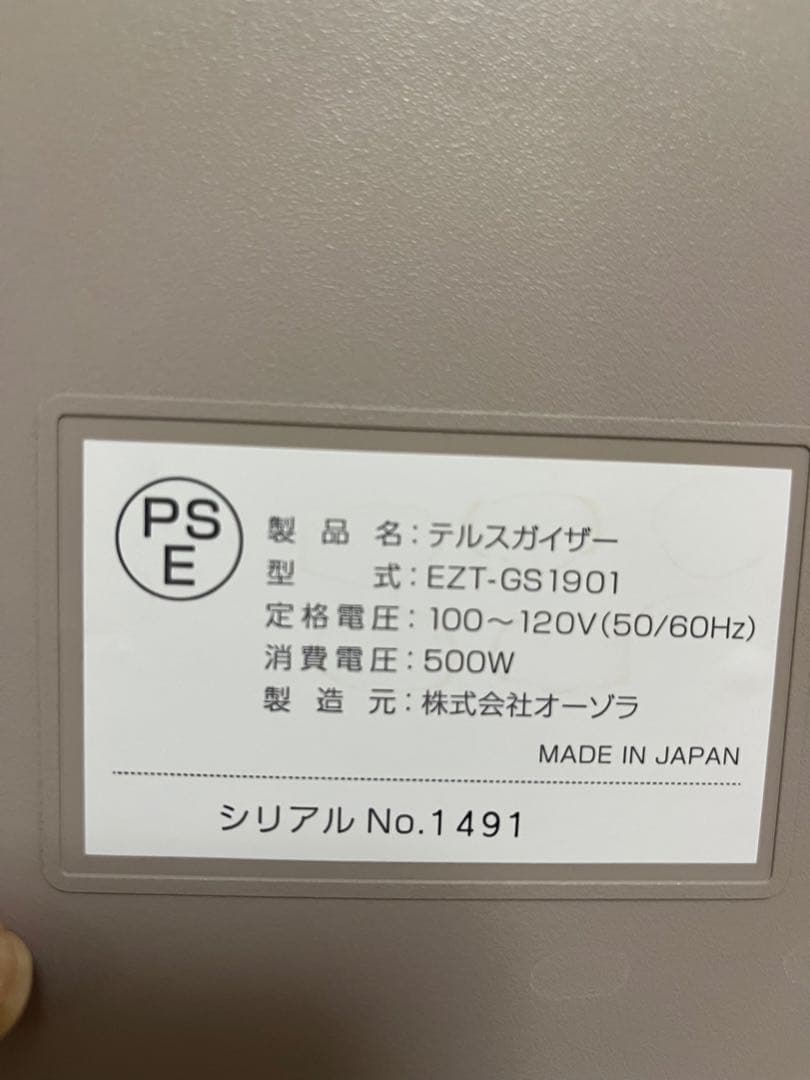 PS
E
製品名：テルスガイザー
型式：EZT-GS1901
定格電圧：100～120V(50/60Hz)
消費電圧：500W
製造元：株式会社オーゾラ
MADE IN JAPAN
シリアルNo.1491